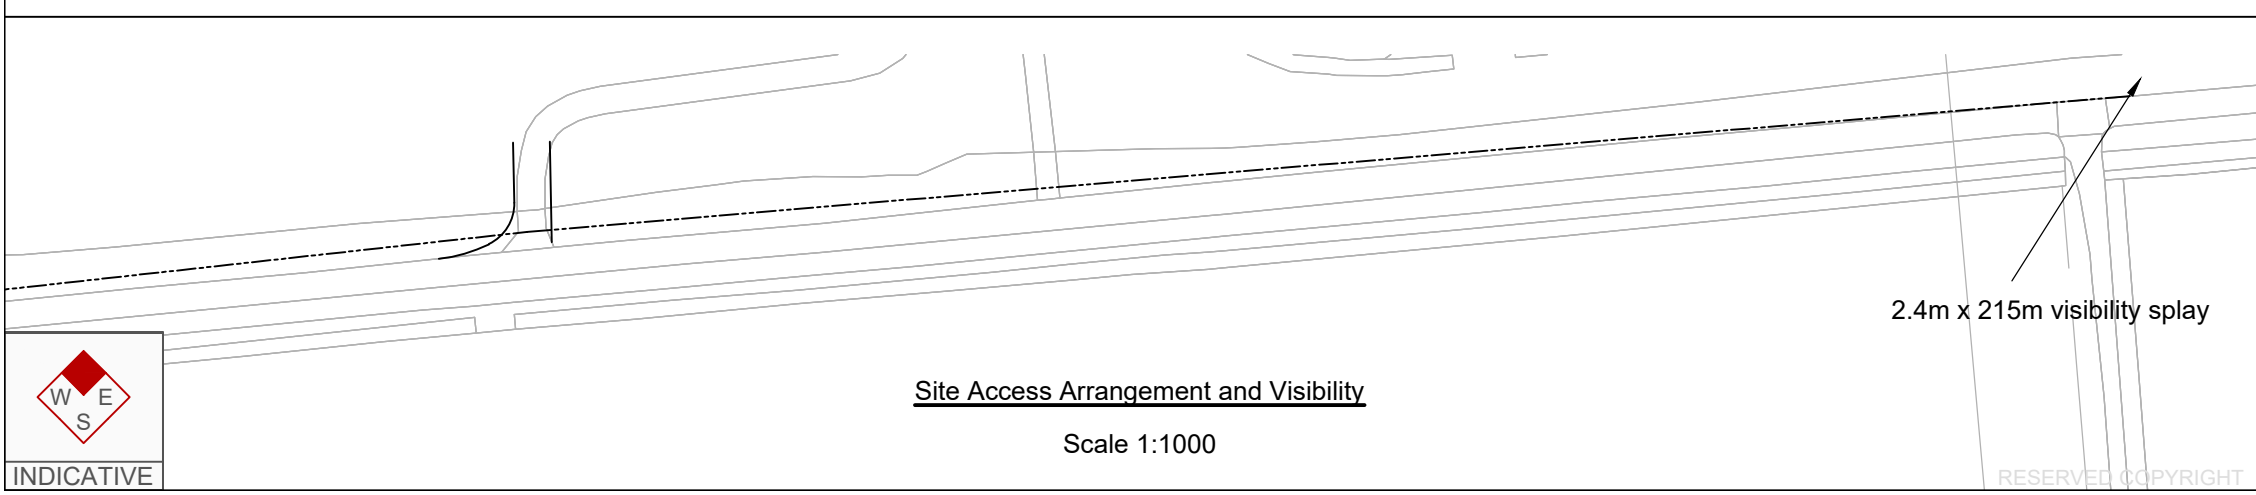 2.4m x 215m visibility splay
Site Access Arrangement and Visibility
Scale 1:1000
W E
S
INDICATIVE
RESERVED COPYRIGHT